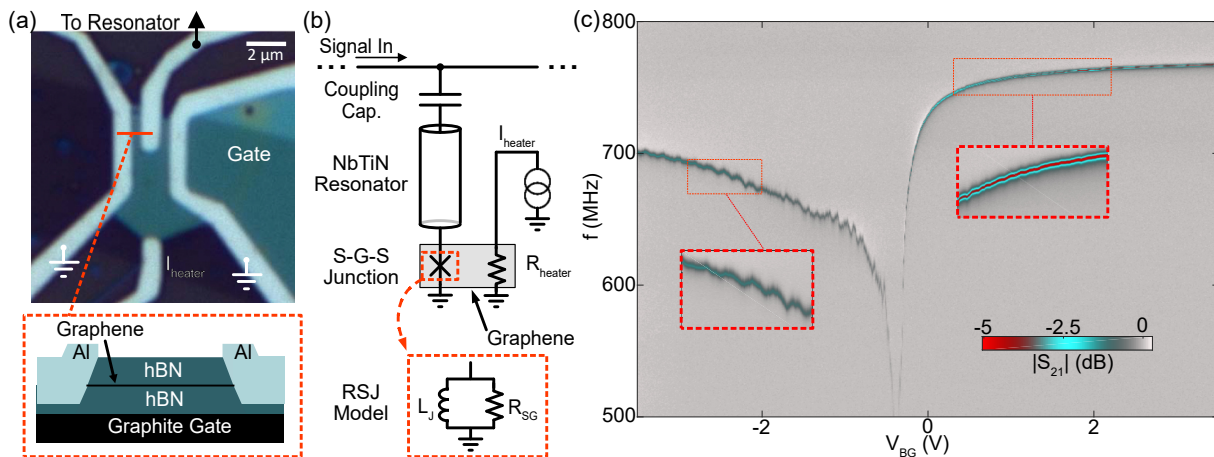 (a)
To Resonator
2 μm
Gate
I_heater
Graphene
Al
Al
hBN
hBN
Graphite Gate
(b)
Signal In
Coupling
Cap.
I_heater
NbTiN
Resonator
S-G-S
Junction
R_heater
Graphene
RSJ
Model
L_J
R_SG
(c)
800
700
600
500
f (MHz)
-5
-2.5
0
|S_21| (dB)
-2
0
2
V_BG (V)